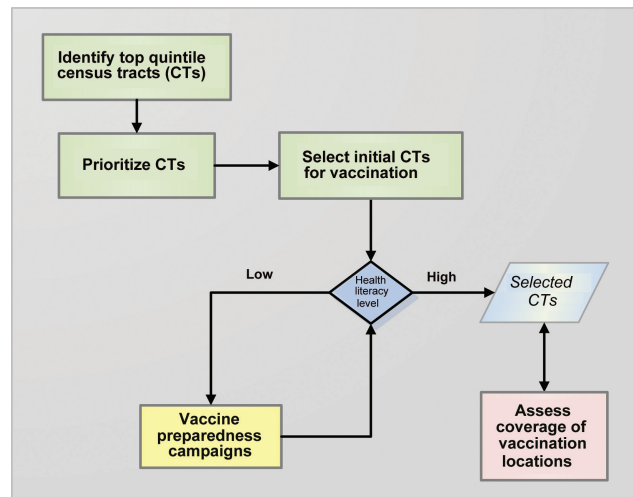 Identify top quintile
census tracts (CTs)
Prioritize CTs
Select initial CTs
for vaccination
Low
Health
literacy
level
High
Selected
CTs
Vaccine
preparedness
campaigns
Assess
coverage of
vaccination
locations